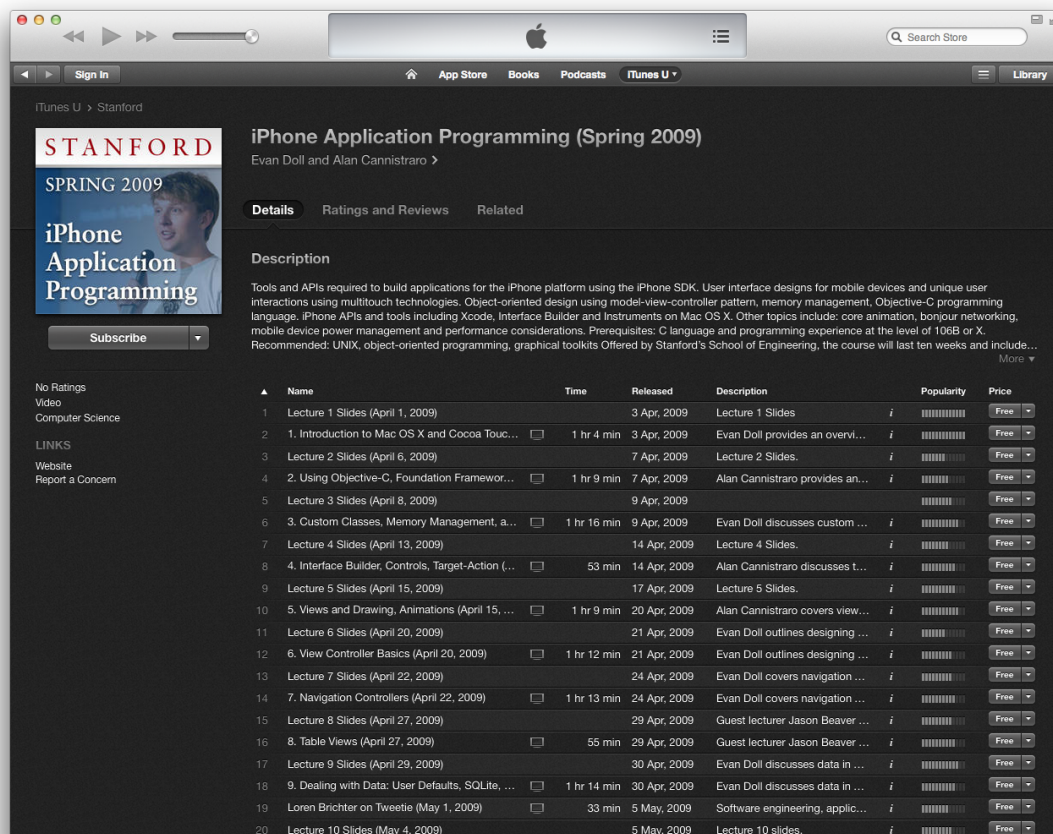 Search Store
Sign In
App Store Books Podcasts iTunes U
Library
iTunes U > Stanford
STANFORD
SPRING 2009
iPhone
Application
Programming
iPhone Application Programming (Spring 2009)
Evan Doll and Alan Cannistraro >
Details Ratings and Reviews Related
Description
Tools and APIs required to build applications for the iPhone platform using the iPhone SDK. User interface designs for mobile devices and unique user
interactions using multitouch technologies. Object-oriented design using model-view-controller pattern, memory management, Objective-C programming
language. iPhone APIs and tools including Xcode, Interface Builder and Instruments on Mac OS X. Other topics include: core animation, bonjour networking,
mobile device power management and performance considerations. Prerequisites: C language and programming experience at the level of 106B or X.
Recommended: UNIX, object-oriented programming, graphical toolkits Offered by Stanford's School of Engineering, the course will last ten weeks and include...
More
Subscribe
No Ratings
Video
Computer Science
LINKS
Website
Report a Concern
Name Time Released Description Popularity Price
1 Lecture 1 Slides (April 1, 2009) 3 Apr, 2009 Lecture 1 Slides i Free
2 1. Introduction to Mac OS X and Cocoa Touc... 1 hr 4 min 3 Apr, 2009 Evan Doll provides an overvi... i Free
3 Lecture 2 Slides (April 6, 2009) 7 Apr, 2009 Lecture 2 Slides. i Free
4 2. Using Objective-C, Foundation Framewor... 1 hr 9 min 7 Apr, 2009 Alan Cannistraro provides an... i Free
5 Lecture 3 Slides (April 8, 2009) 9 Apr, 2009 Free
6 3. Custom Classes, Memory Management, a... 1 hr 16 min 9 Apr, 2009 Evan Doll discusses custom ... i Free
7 Lecture 4 Slides (April 13, 2009) 14 Apr, 2009 Lecture 4 Slides. i Free
8 4. Interface Builder, Controls, Target-Action (... 53 min 14 Apr, 2009 Alan Cannistraro discusses t... i Free
9 Lecture 5 Slides (April 15, 2009) 17 Apr, 2009 Lecture 5 Slides. i Free
10 5. Views and Drawing, Animations (April 15, ... 1 hr 9 min 20 Apr, 2009 Alan Cannistraro covers view... i Free
11 Lecture 6 Slides (April 20, 2009) 21 Apr, 2009 Evan Doll outlines designing ... i Free
12 6. View Controller Basics (April 20, 2009) 1 hr 12 min 21 Apr, 2009 Evan Doll outlines designing ... i Free
13 Lecture 7 Slides (April 22, 2009) 24 Apr, 2009 Evan Doll covers navigation ... i Free
14 7. Navigation Controllers (April 22, 2009) 1 hr 13 min 24 Apr, 2009 Evan Doll covers navigation ... i Free
15 Lecture 8 Slides (April 27, 2009) 29 Apr, 2009 Guest lecturer Jason Beaver ... i Free
16 8. Table Views (April 27, 2009) 55 min 29 Apr, 2009 Guest lecturer Jason Beaver ... i Free
17 Lecture 9 Slides (April 29, 2009) 30 Apr, 2009 Evan Doll discusses data in ... i Free
18 9. Dealing with Data: User Defaults, SQLite, ... 1 hr 14 min 30 Apr, 2009 Evan Doll discusses data in ... i Free
19 Loren Brichter on Tweetie (May 1, 2009) 33 min 5 May, 2009 Software engineering, applic... i Free
20 Lecture 10 Slides (May 4, 2009) 5 May, 2009 Lecture 10 slides. i Free